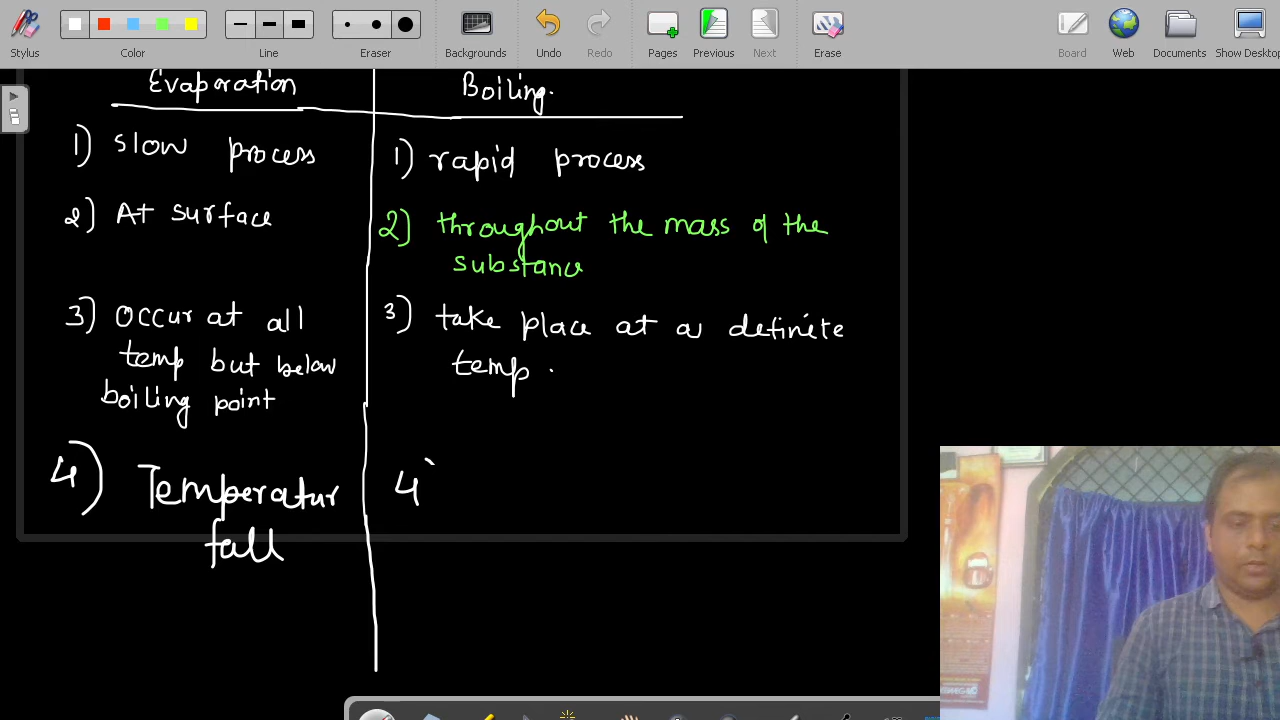 Stylus
Color
Line
Eraser
Backgrounds
Undo
Redo
Pages
Previous
Next
Erase
Board
Web
Documents
Show Desktop
Evaporation
Boiling.
1) Slow process
1) rapid process
2) At surface
2) throughout the mass of the
substance
3) Occur at all
temp but below
boiling point
3) take place at a definite
temp.
4) Temperatur
fall
4